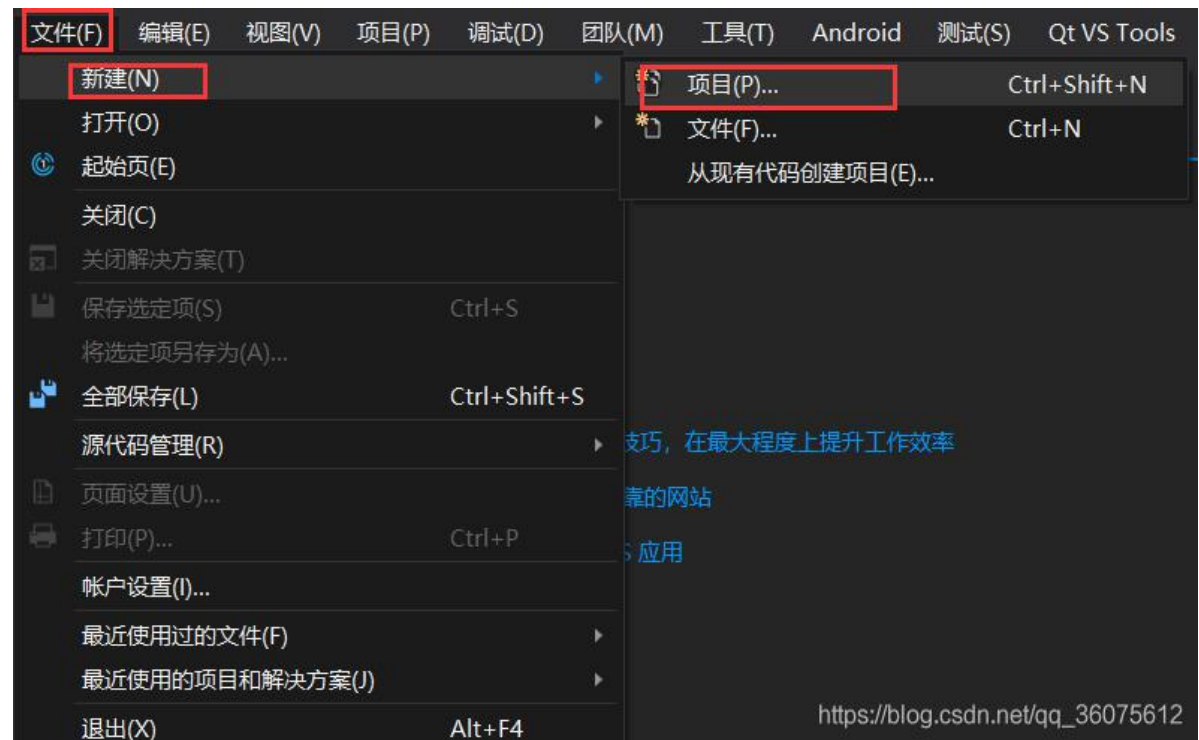 文件(F) 编辑(E) 视图(V) 项目(P) 调试(D) 团队(M) 工具(T) Android 测试(S) Qt VS Tools
新建(N)
项目(P)... Ctrl+Shift+N
打开(O)
文件(F)... Ctrl+N
起始页(E)
从现有代码创建项目(E)...
关闭(C)
关闭解决方案(T)
保存选定项(S) Ctrl+S
将选定项另存为(A)...
全部保存(L) Ctrl+Shift+S
源代码管理(R)
技巧，在最大程度上提升工作效率
页面设置(U)...
靠的网站
打印(P)... Ctrl+P
S 应用
帐户设置(I)...
最近使用过的文件(F)
最近使用的项目和解决方案(J)
退出(X) Alt+F4
https://blog.csdn.net/qq_36075612